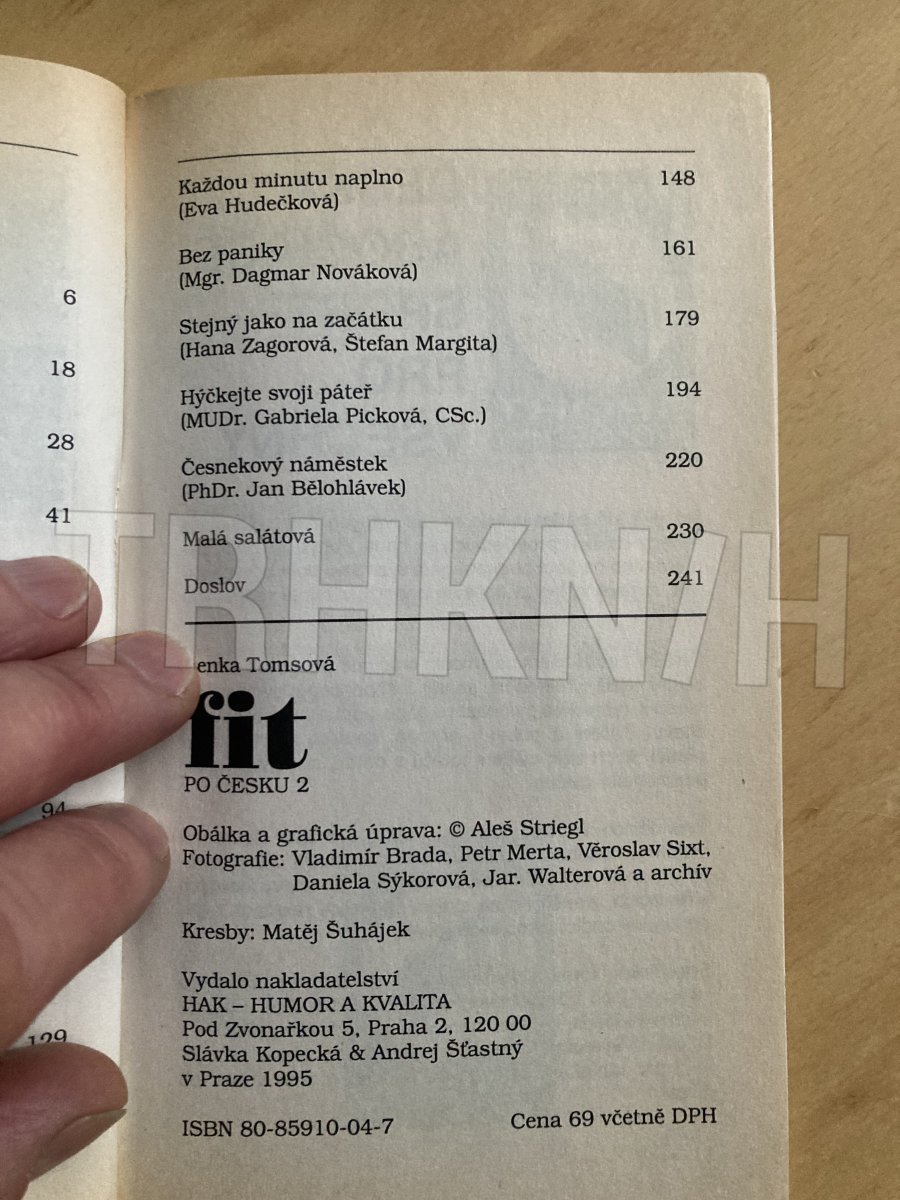 6
18
28
41
94
129
Každou minutu naplno 148
(Eva Hudečková)
Bez paniky 161
(Mgr. Dagmar Nováková)
Stejný jako na začátku 179
(Hana Zagorová, Štefan Margita)
Hýčkejte svoji páteř 194
(MUDr. Gabriela Picková, CSc.)
Česnekový náměstek 220
(PhDr. Jan Bělohlávek)
Malá salátová 230
Doslov 241
enka Tomsová
fit
PO ČESKU 2
Obálka a grafická úprava: © Aleš Striegl
Fotografie: Vladimír Brada, Petr Merta, Věroslav Sixt,
Daniela Sýkorová, Jar. Walterová a archív
Kresby: Matěj Šuhájek
Vydalo nakladatelství
HAK – HUMOR A KVALITA
Pod Zvonařkou 5, Praha 2, 120 00
Slávka Kopecká & Andrej Šťastný
v Praze 1995
ISBN 80-85910-04-7 Cena 69 včetně DPH
TRHKNIH